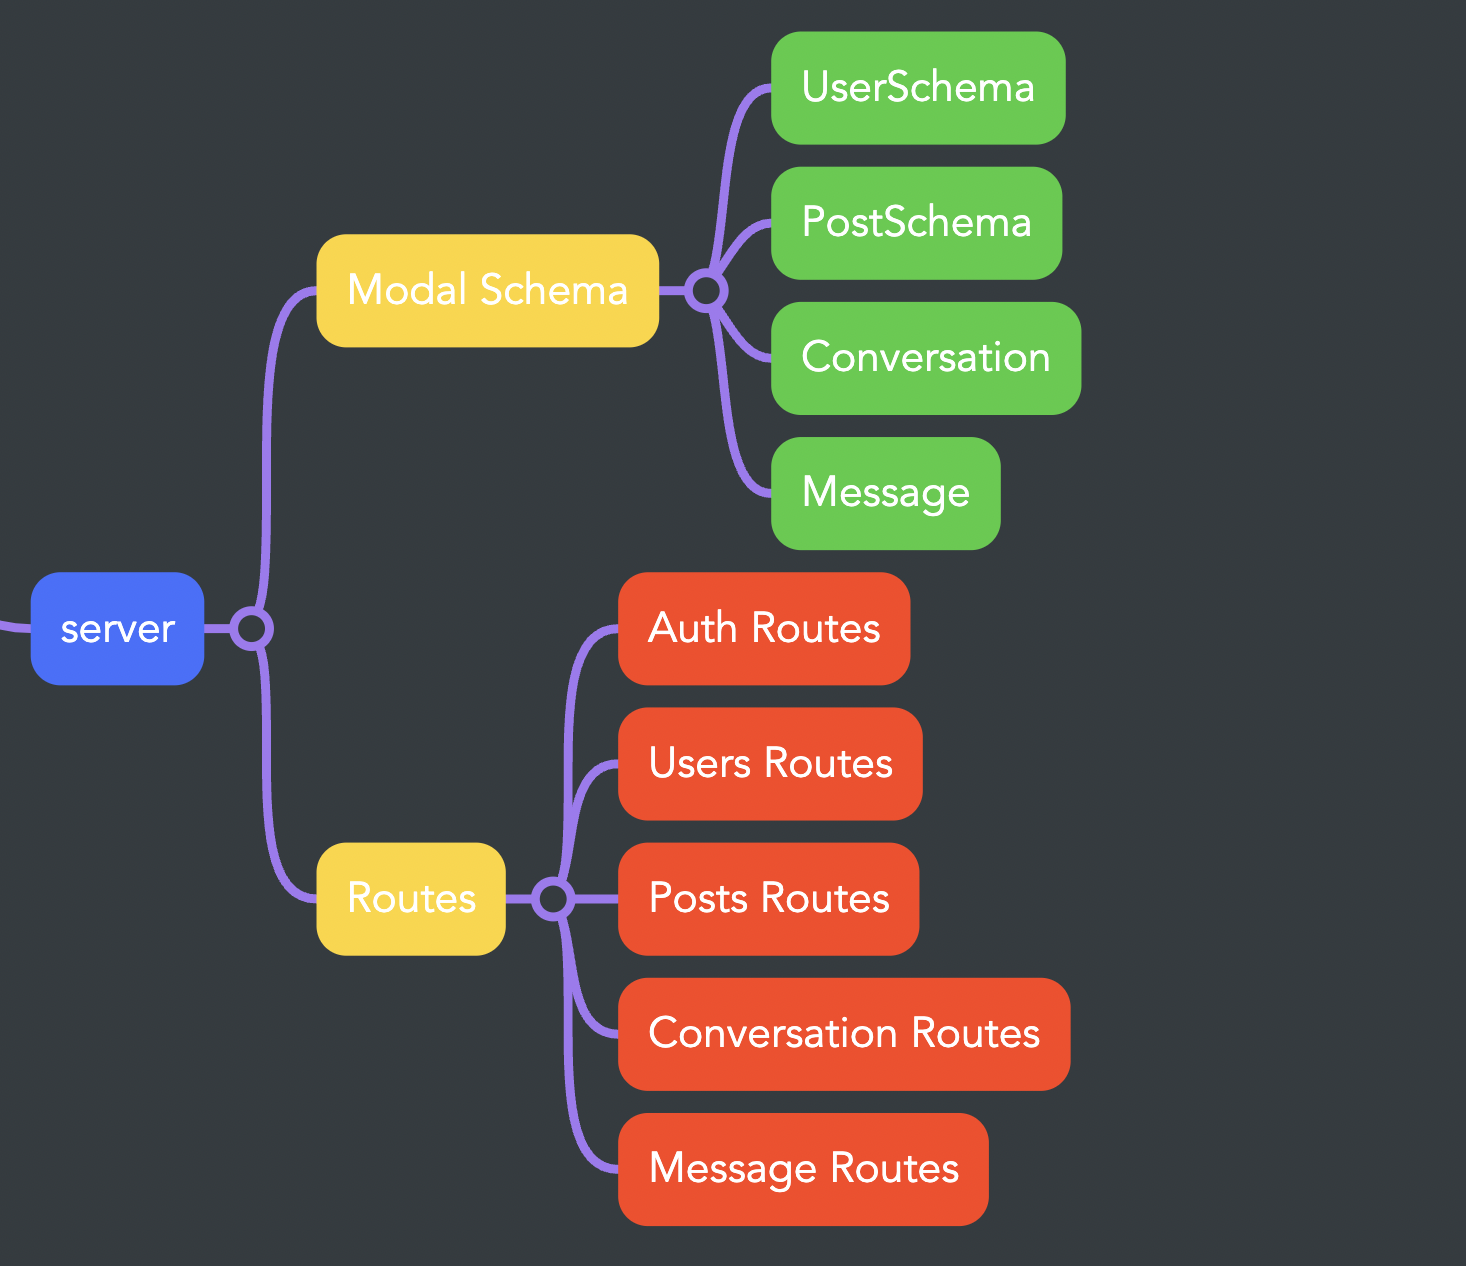 UserSchema
PostSchema
Modal Schema
Conversation
Message
server
Auth Routes
Users Routes
Routes
Posts Routes
Conversation Routes
Message Routes